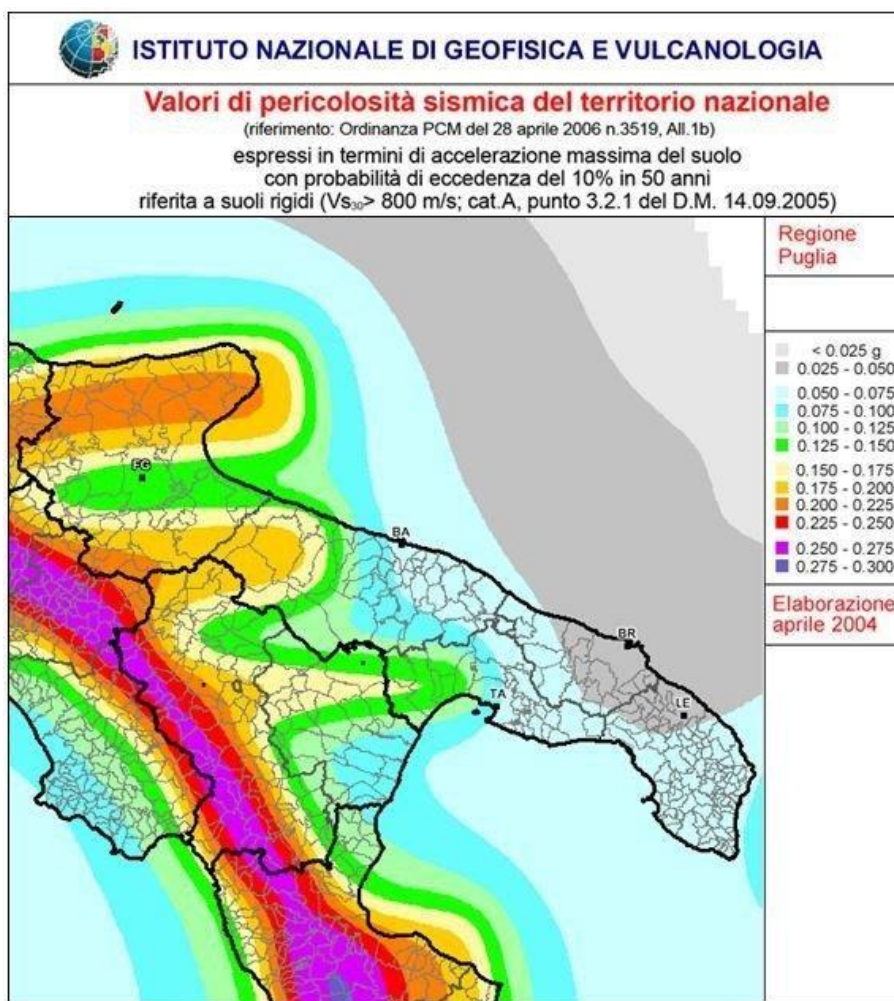 ISTITUTO NAZIONALE DI GEOFISICA E VULCANOLOGIA
Valori di pericolosità sismica del territorio nazionale
(riferimento: Ordinanza PCM del 28 aprile 2006 n.3519, All.1b)
espressi in termini di accelerazione massima del suolo
con probabilità di eccedenza del 10% in 50 anni
riferita a suoli rigidi (Vs₃₀> 800 m/s; cat.A, punto 3.2.1 del D.M. 14.09.2005)
Regione
Puglia
< 0.025 g
0.025 - 0.050
0.050 - 0.075
0.075 - 0.100
0.100 - 0.125
0.125 - 0.150
0.150 - 0.175
0.175 - 0.200
0.200 - 0.225
0.225 - 0.250
0.250 - 0.275
0.275 - 0.300
Elaborazione
aprile 2004
FG
BA
BR
TA
LE